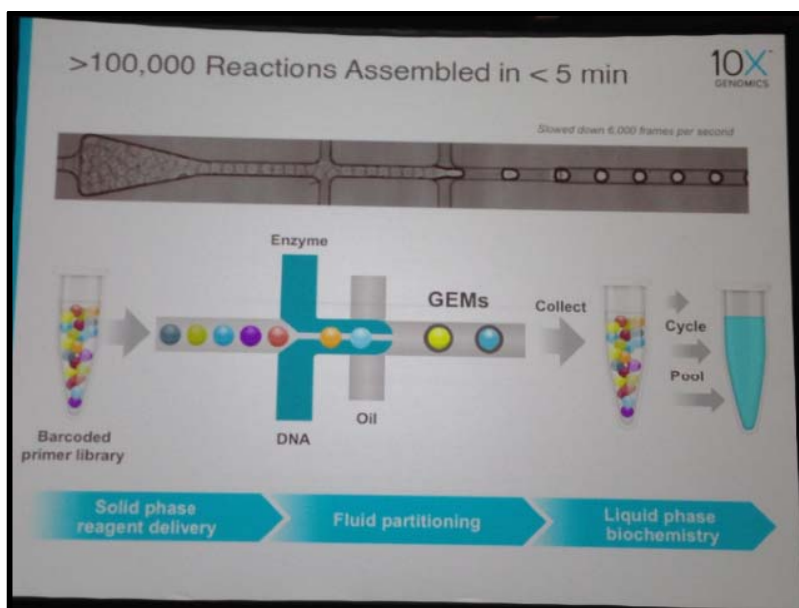 >100,000 Reactions Assembled in < 5 min
10X
GENOMICS
Slowed down 6,000 frames per second
Enzyme
GEMs
Collect
Cycle
Pool
Oil
DNA
Barcoded
primer library
Solid phase
reagent delivery
Fluid partitioning
Liquid phase
biochemistry